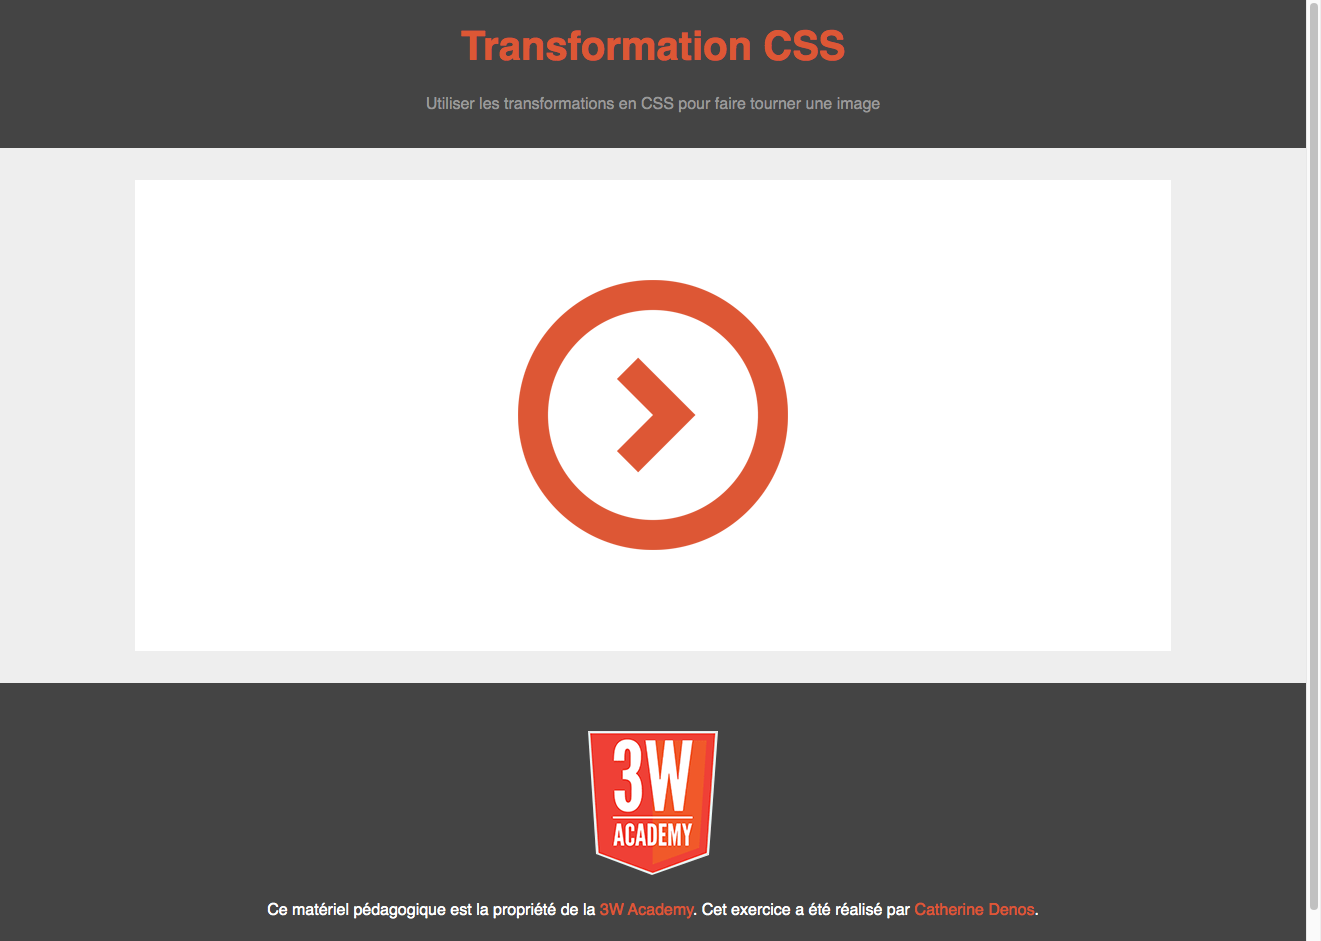 Transformation CSS
Utiliser les transformations en CSS pour faire tourner une image
3W
ACADEMY
Ce matériel pédagogique est la propriété de la 3W Academy. Cet exercice a été réalisé par Catherine Denos.